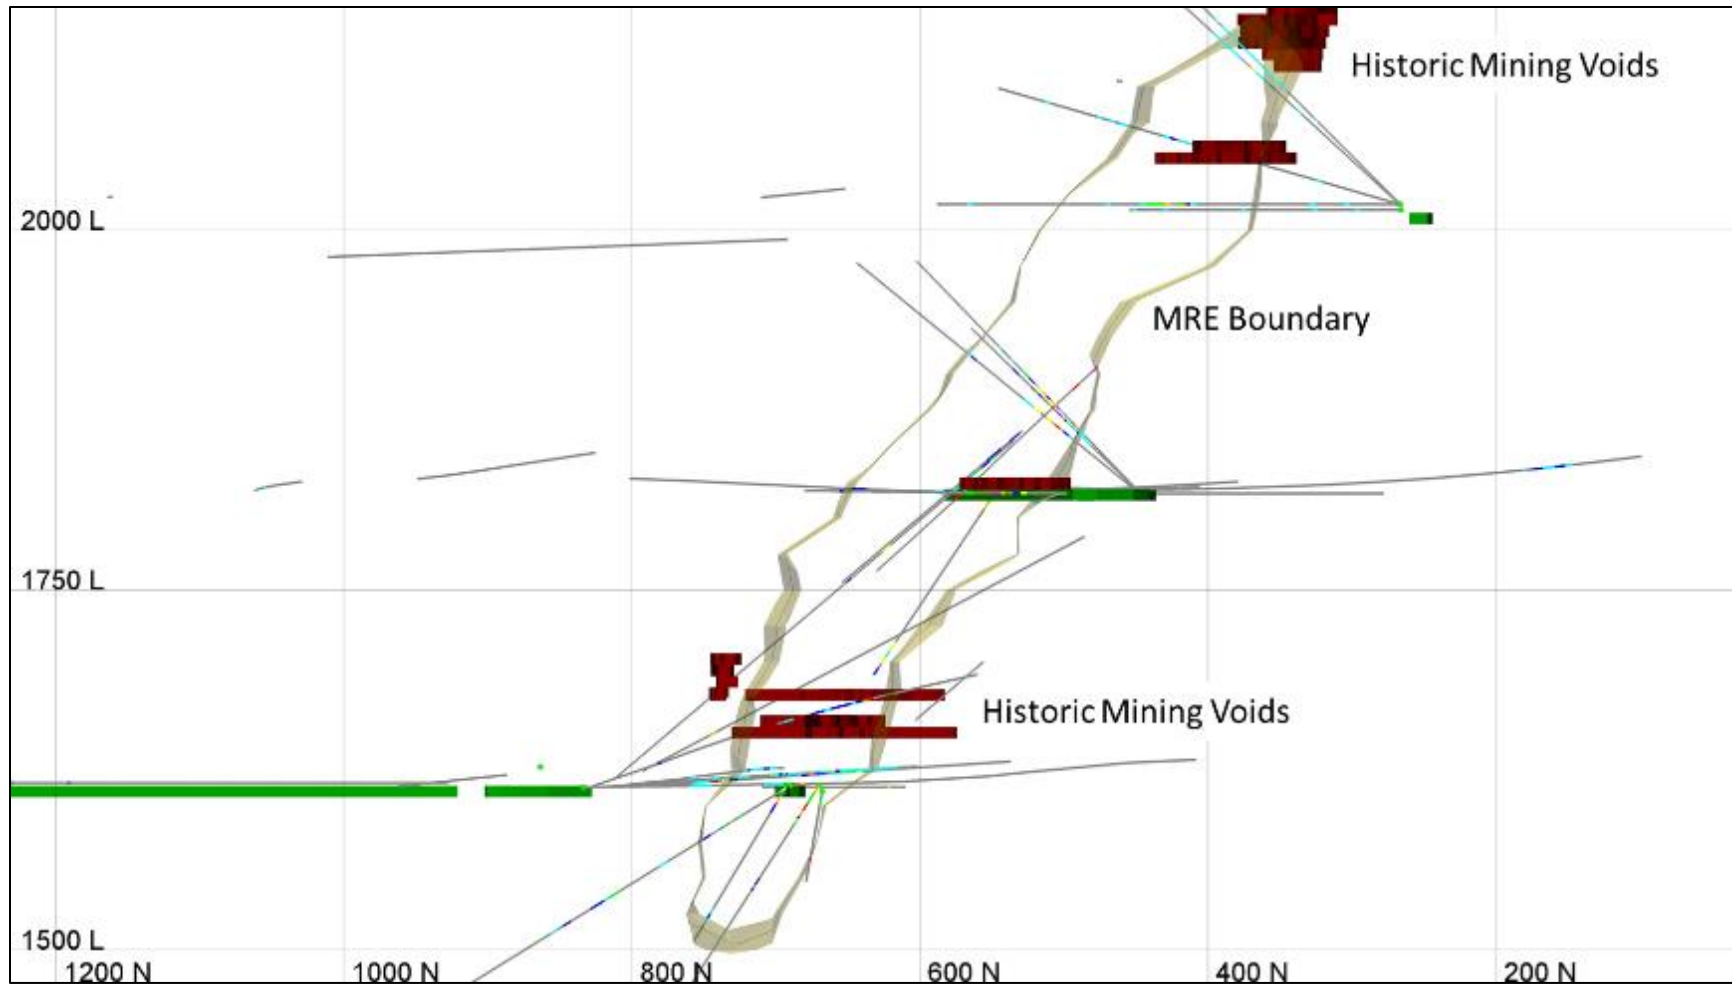 Historic Mining Voids
2000 L
MRE Boundary
1750 L
Historic Mining Voids
1500 L
1200 N
1000 N
800 N
600 N
400 N
200 N